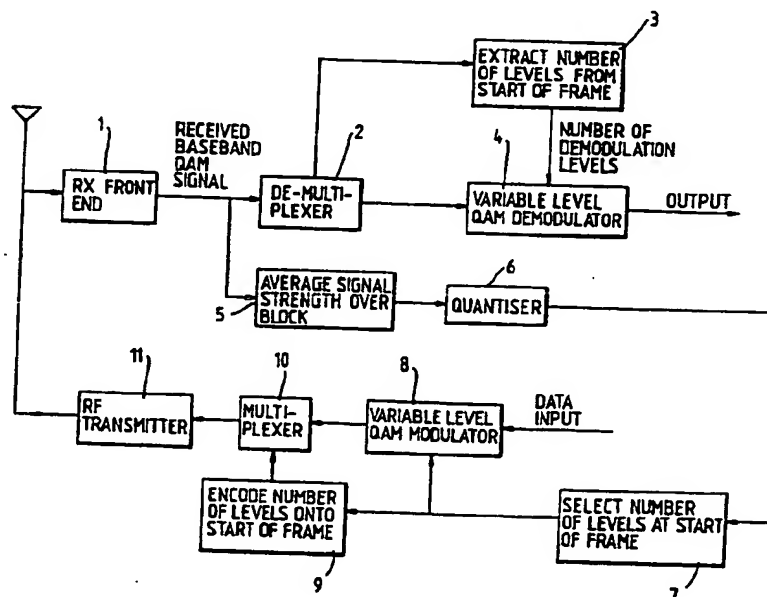 3
EXTRACT NUMBER
OF LEVELS FROM
START OF FRAME
1
RECEIVED
BASEBAND
QAM
SIGNAL
2
NUMBER OF
DEMODULATION
LEVELS
4
RX FRONT
END
DE-MULTI-
PLEXER
VARIABLE LEVEL
QAM DEMODULATOR
OUTPUT
5
AVERAGE SIGNAL
STRENGTH OVER
BLOCK
6
QUANTISER
11
RF
TRANSMITTER
10
MULTI-
PLEXER
8
VARIABLE LEVEL
QAM MODULATOR
DATA
INPUT
ENCODE NUMBER
OF LEVELS ONTO
START OF FRAME
9
SELECT NUMBER
OF LEVELS AT START
OF FRAME
7